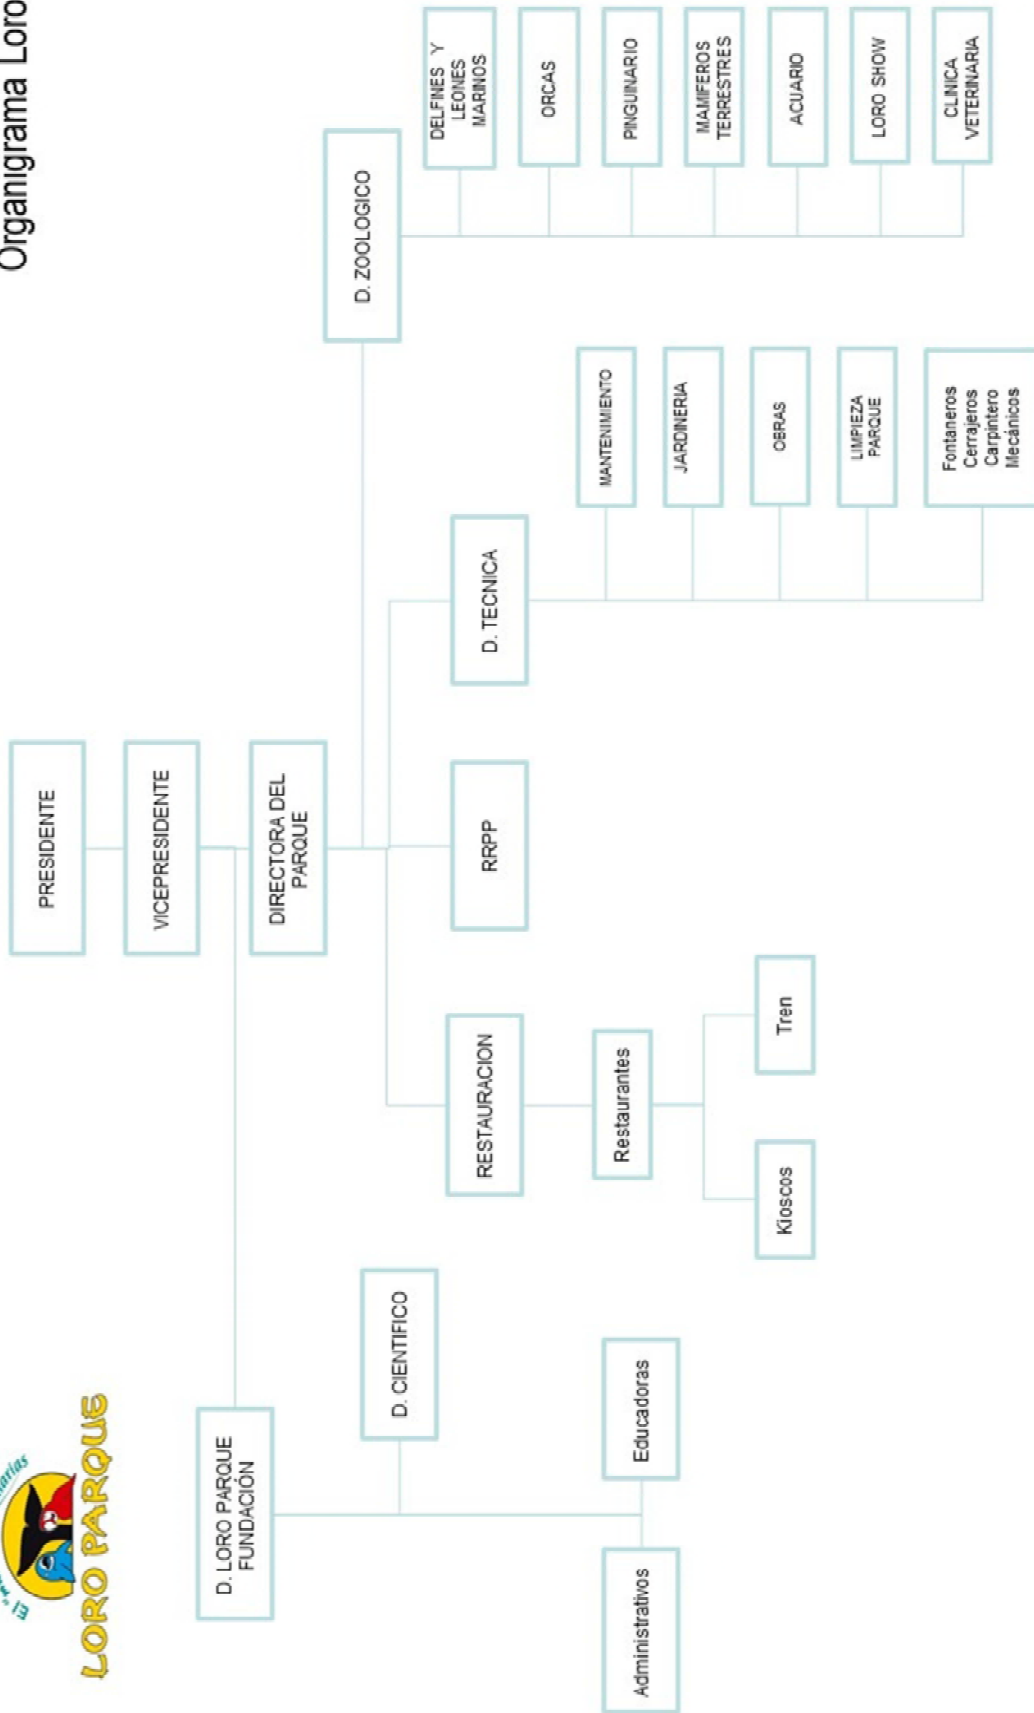 Organigrama Loro
LORO PARQUE
PRESIDENTE
VICEPRESIDENTE
DIRECTORA DEL
PARQUE
D. LORO PARQUE
FUNDACIÓN
D. CIENTIFICO
Administrativos
Educadoras
RESTAURACION
Restaurantes
Kioscos
Tren
RRPP
D. TECNICA
MANTENIMIENTO
JARDINERIA
OBRAS
LIMPIEZA
PARQUE
Fontaneros
Cerrajeros
Carpintero
Mecánicos
D. ZOOLOGICO
DELFINES Y
LEONES
MARINOS
ORCAS
PINGUINARIO
MAMIFEROS
TERRESTRES
ACUARIO
LORO SHOW
CLINICA
VETERINARIA